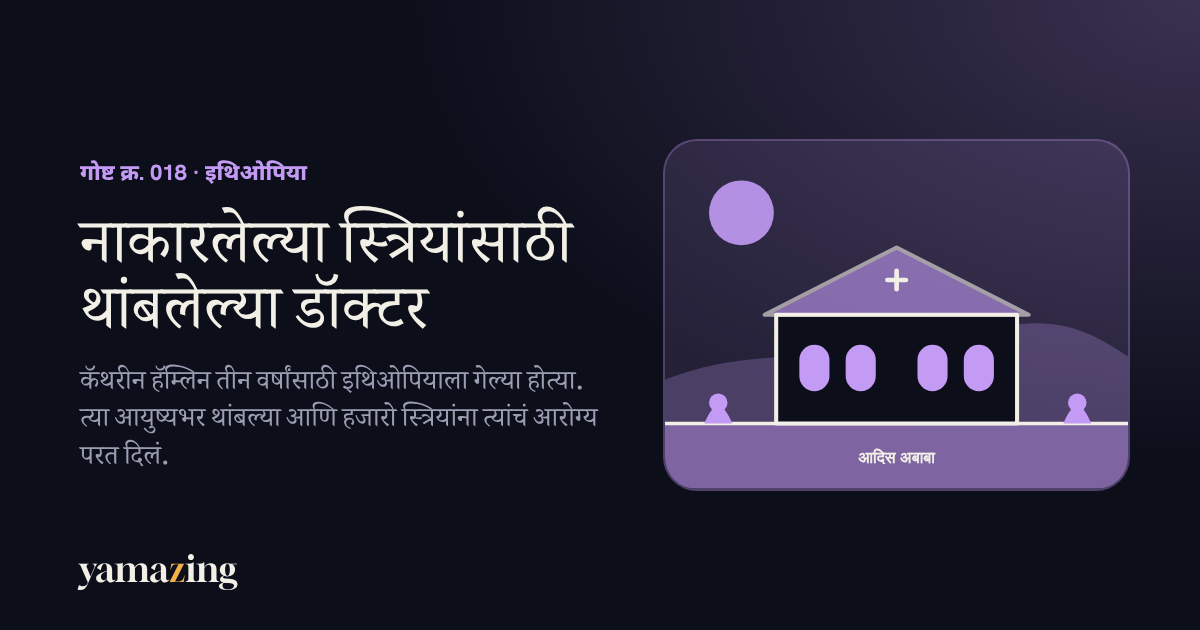 गोष्ट क्र. 018 · इथिओपिया
नाकारलेल्या स्त्रियांसाठी
थांबलेल्या डॉक्टर
कॅथरीन हॅम्लिन तीन वर्षांसाठी इथिओपियाला गेल्या होत्या.
त्या आयुष्यभर थांबल्या आणि हजारो स्त्रियांना त्यांचं आरोग्य
परत दिलं.
आदिस अबाबा
yamazing